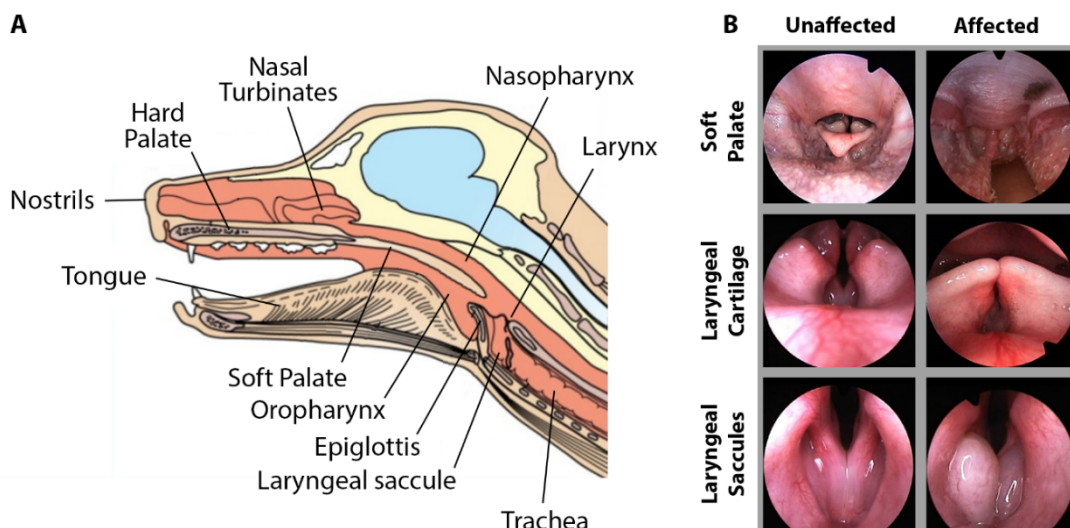 A
Nasal
Turbinates
Nasopharynx
Hard
Palate
Larynx
Nostrils
Tongue
Soft Palate
Oropharynx
Epiglottis
Laryngeal saccule
Trachea
B
Unaffected
Affected
Soft
Palate
Laryngeal
Cartilage
Laryngeal
Saccules